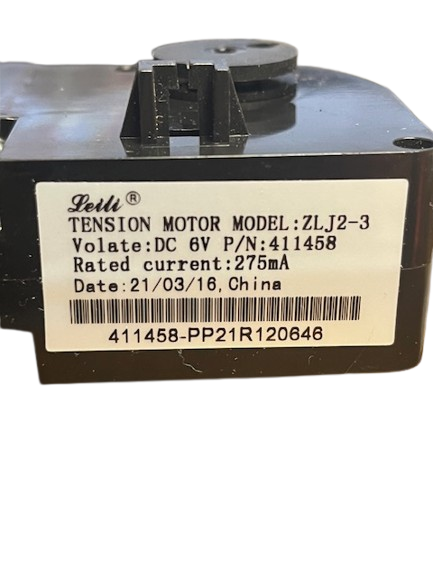 Leili®
TENSION MOTOR MODEL:ZLJ2-3
Volate:DC 6V P/N:411458
Rated current:275mA
Date:21/03/16, China
411458-PP21R120646